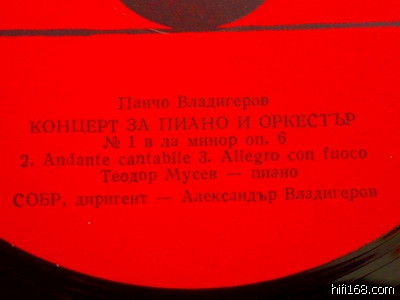 Панчо Владигеров
КОНЦЕРТ ЗА ПИАНО И ОРКЕСТЪР
№ 1 в ла минор оп. 6
2. Andante cantabile 3. Allegro con fuoco
Теодор Мусев — пиано
СОБР, диригент — Александър Владигеров
hifi168.com